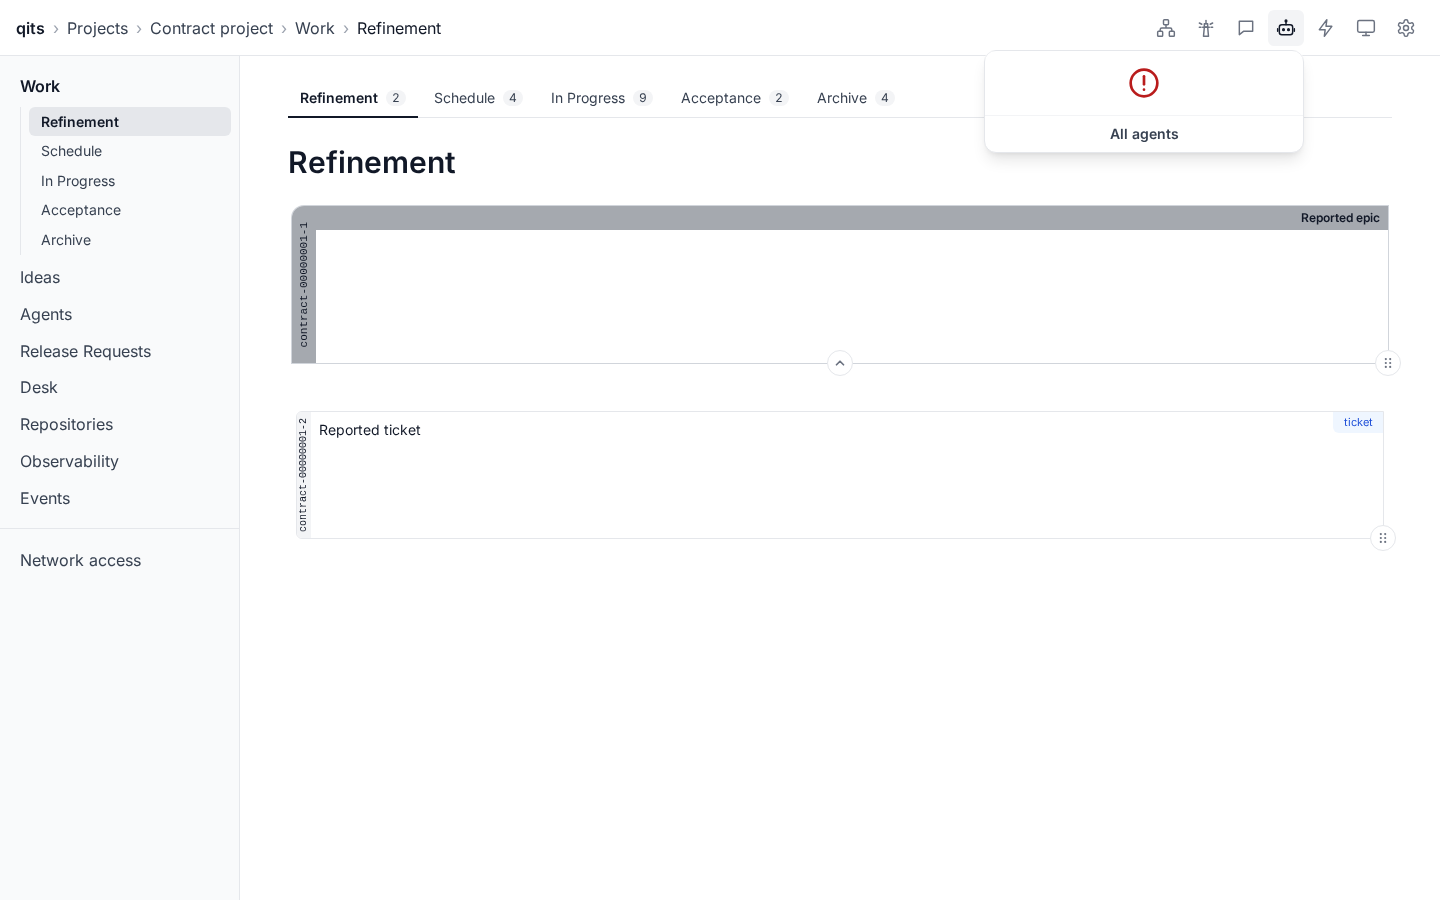 qits › Projects › Contract project › Work › Refinement
All agents
Work
Refinement
Schedule
In Progress
Acceptance
Archive
Ideas
Agents
Release Requests
Desk
Repositories
Observability
Events
Network access
Refinement 2
Schedule 4
In Progress 9
Acceptance 2
Archive 4
Refinement
Reported epic
contract-00000001-1
contract-00000001-2
Reported ticket
ticket